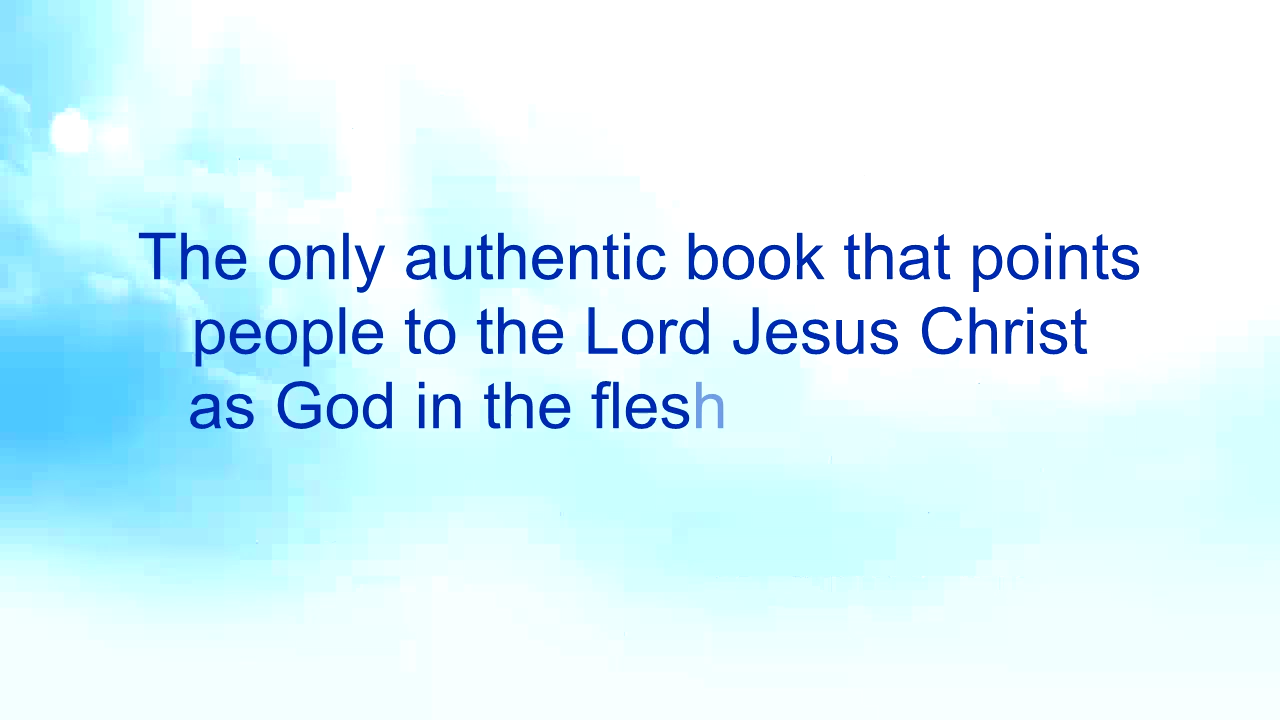 The only authentic book that points
people to the Lord Jesus Christ
as God in the flesh